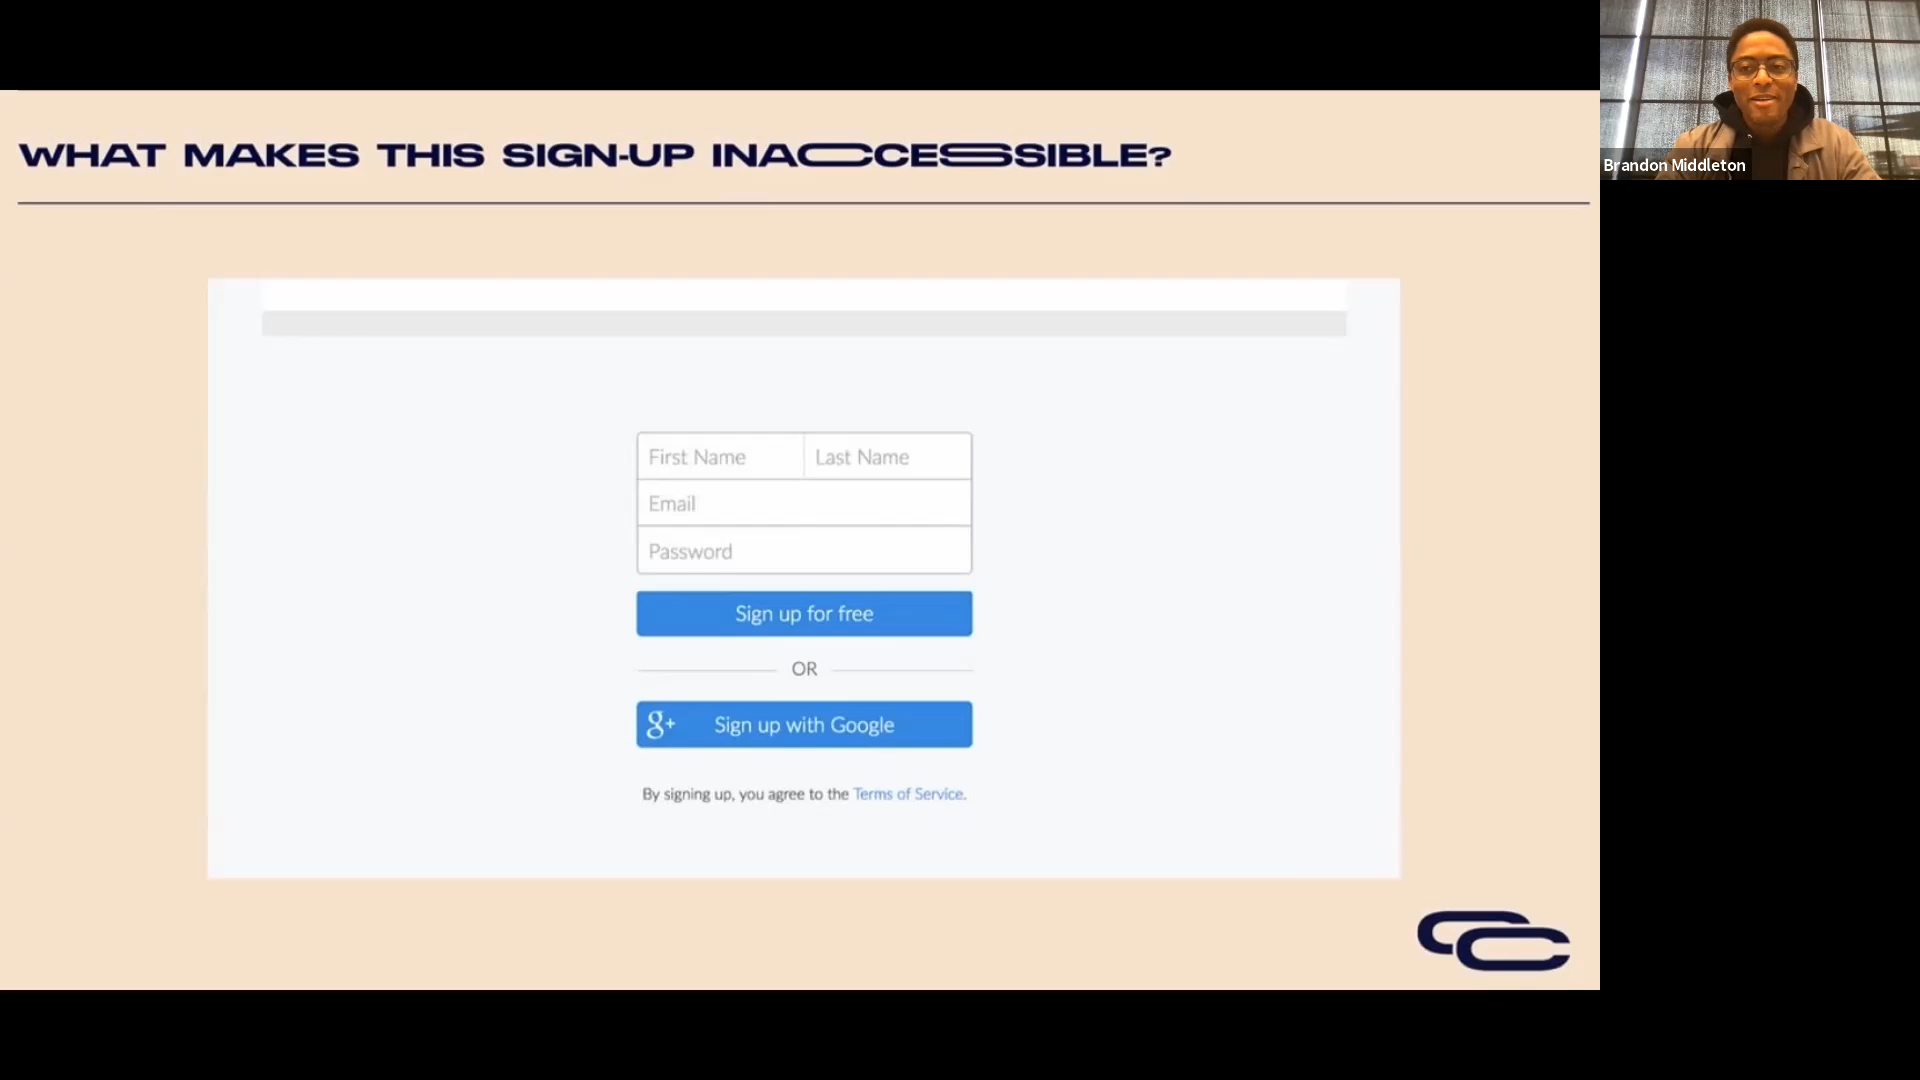 WHAT MAKES THIS SIGN-UP INACCESSIBLE?
Brandon Middleton
First Name Last Name
Email
Password
Sign up for free
OR
g+ Sign up with Google
By signing up, you agree to the Terms of Service.
CC